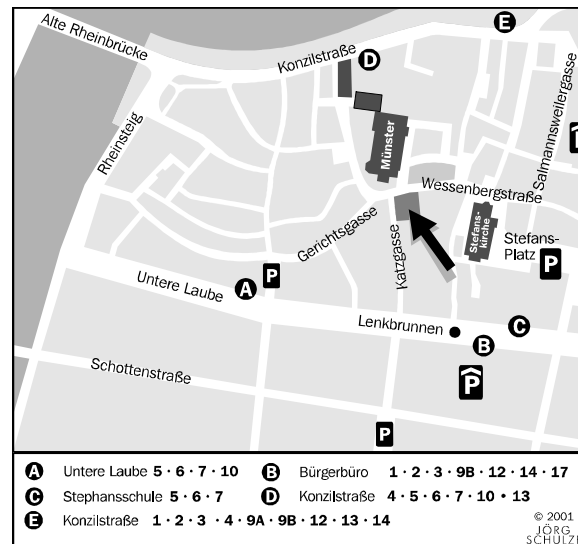 E
Alte Rheinbrücke
Konzilstraße
D
Rheinsteig
Münster
Salmannsweilergasse
Wessenbergstraße
Gerichtsgasse
Katzgasse
Stefans-
kirche
Stefans-
Platz
P
P
Untere Laube
A
Lenkbrunnen
C
B
Schottenstraße
P
P
A Untere Laube 5 · 6 · 7 · 10
B Bürgerbüro 1 · 2 · 3 · 9B · 12 · 14 · 17
C Stephansschule 5 · 6 · 7
D Konzilstraße 4 · 5 · 6 · 7 · 10 · 13
E Konzilstraße 1 · 2 · 3 · 4 · 9A · 9B · 12 · 13 · 14
© 2001
JÖRG